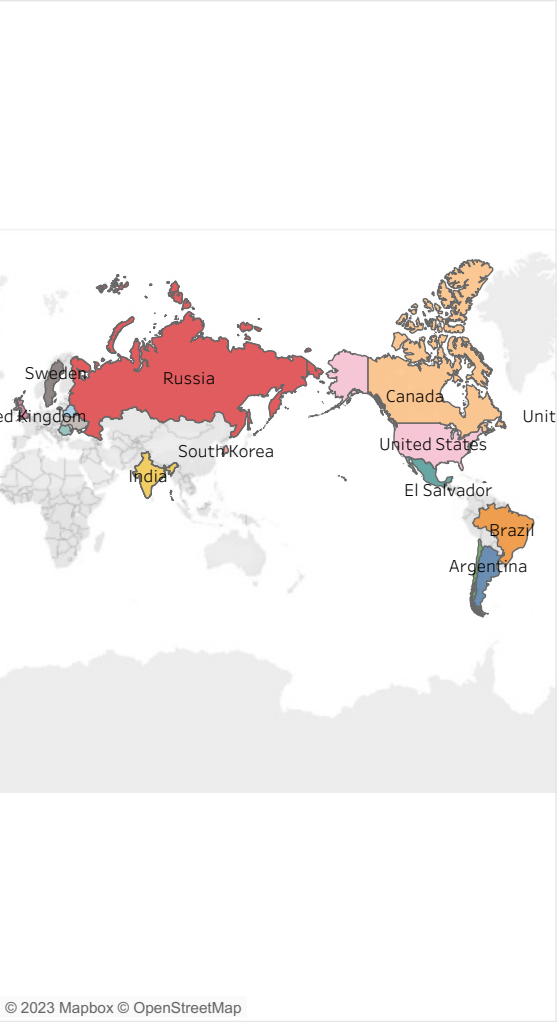 Sweden
Russia
ed Kingdom
Canada
Unit
United States
South Korea
India
El Salvador
Brazil
Argentina
© 2023 Mapbox © OpenStreetMap